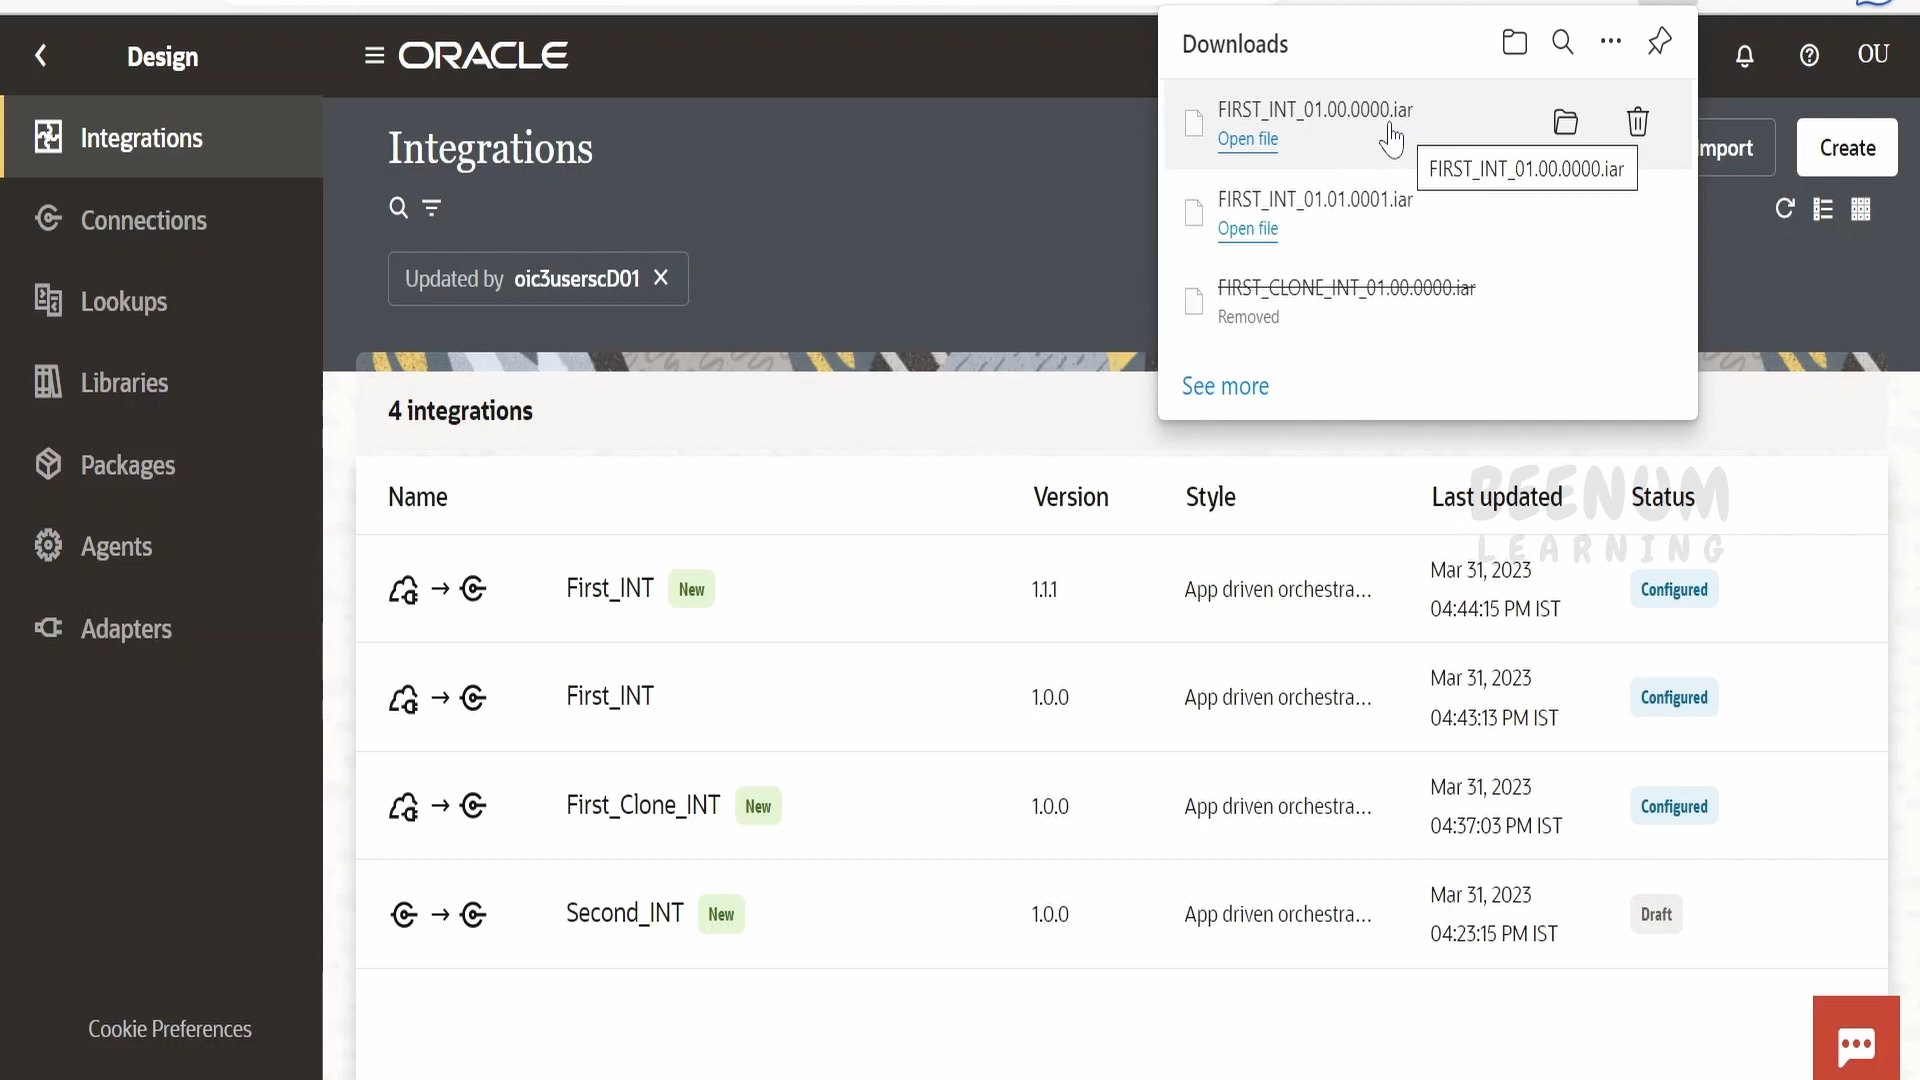 Design
ORACLE
OU
Downloads
FIRST_INT_01.00.0000.iar
Open file
FIRST_INT_01.00.0000.iar
FIRST_INT_01.01.0001.iar
Open file
FIRST_CLONE_INT_01.00.0000.iar
Removed
See more
Integrations
Connections
Lookups
Libraries
Packages
Agents
Adapters
Cookie Preferences
Integrations
mport
Create
Updated by oic3userscD01
4 integrations
Name Version Style Last updated Status
BEENUM
LEARNING
First_INT New 1.1.1 App driven orchestra... Mar 31, 2023 Configured
04:44:15 PM IST
First_INT 1.0.0 App driven orchestra... Mar 31, 2023 Configured
04:43:13 PM IST
First_Clone_INT New 1.0.0 App driven orchestra... Mar 31, 2023 Configured
04:37:03 PM IST
Second_INT New 1.0.0 App driven orchestra... Mar 31, 2023 Draft
04:23:15 PM IST